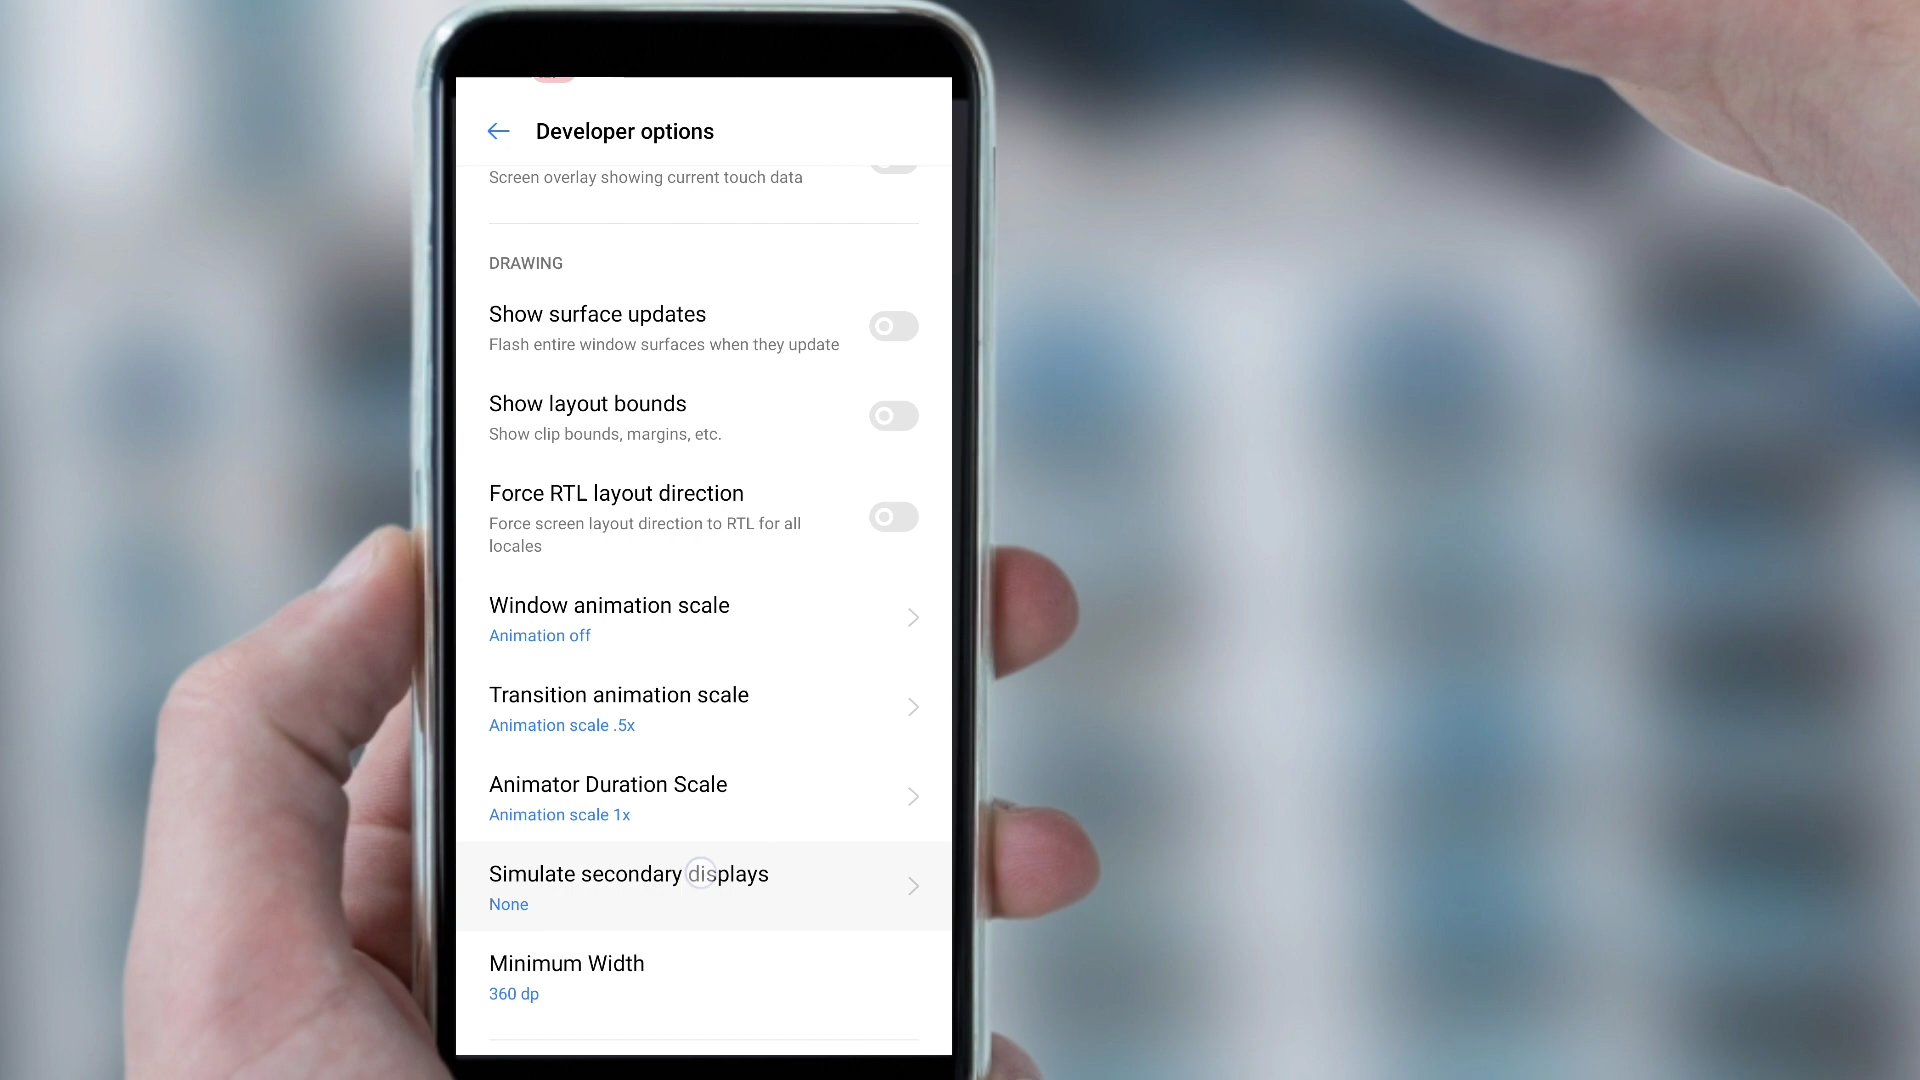 Developer options
Screen overlay showing current touch data
DRAWING
Show surface updates
Flash entire window surfaces when they update
Show layout bounds
Show clip bounds, margins, etc.
Force RTL layout direction
Force screen layout direction to RTL for all
locales
Window animation scale
Animation off
Transition animation scale
Animation scale .5x
Animator Duration Scale
Animation scale 1x
Simulate secondary displays
None
Minimum Width
360 dp